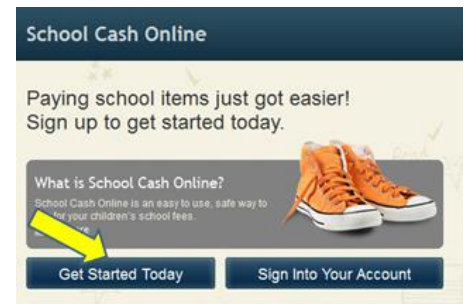 School Cash Online
Paying school items just got easier!
Sign up to get started today.
What is School Cash Online?
School Cash Online is an easy to use, safe way to
for your children's school fees.
Get Started Today
Sign Into Your Account